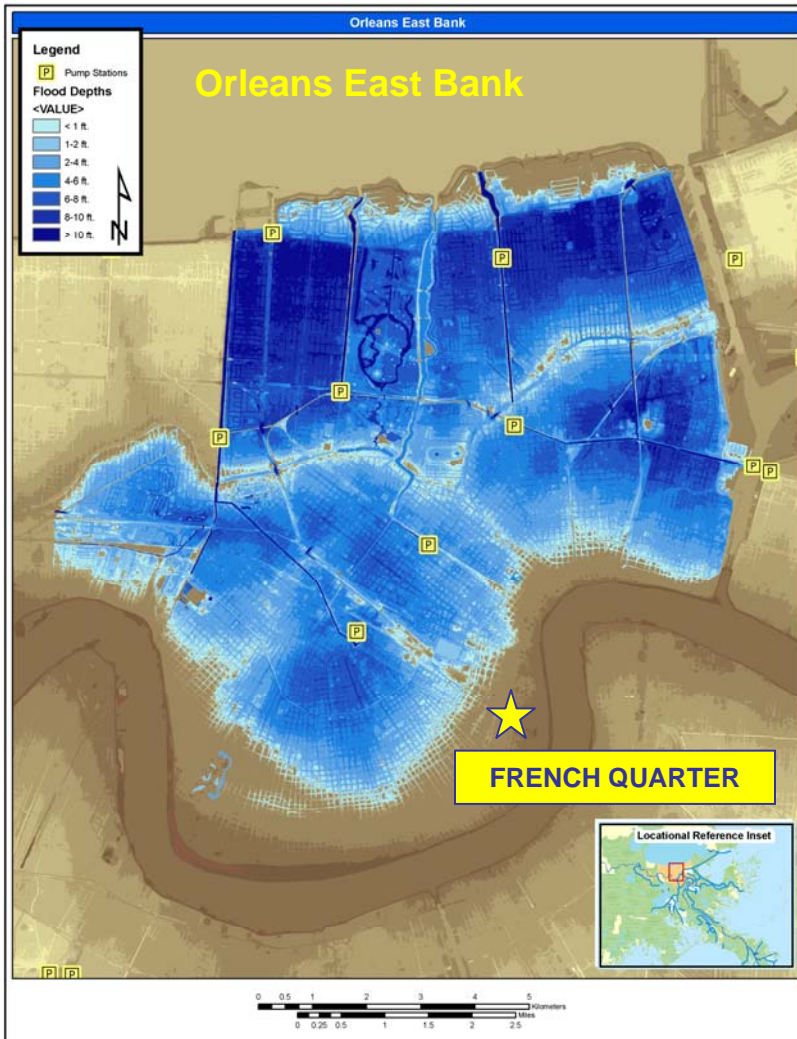 Orleans East Bank
Legend
P Pump Stations
Flood Depths
<VALUE>
< 1 ft.
1-2 ft.
2-4 ft.
4-6 ft.
6-8 ft.
8-10 ft.
> 10 ft.
N
Orleans East Bank
P
P
P
P
P
P
P P
P
P
FRENCH QUARTER
Locational Reference Inset
P P
0 0.5 1 2 3 4 5
Kilometers
Miles
0 0.25 0.5 1 1.5 2 2.5